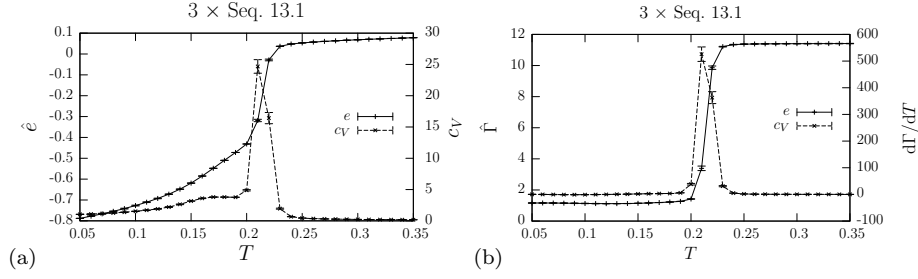 3 × Seq. 13.1
0.1
0
-0.1
-0.2
-0.3
-0.4
-0.5
-0.6
-0.7
-0.8
ê
30
25
20
15
10
5
0
c_V
e
c_V
0.05 0.1 0.15 0.2 0.25 0.3 0.35
T
(a)
3 × Seq. 13.1
12
10
8
6
4
2
0
Γ̂
600
500
400
300
200
100
0
-100
dΓ/dT
e
c_V
0.05 0.1 0.15 0.2 0.25 0.3 0.35
T
(b)